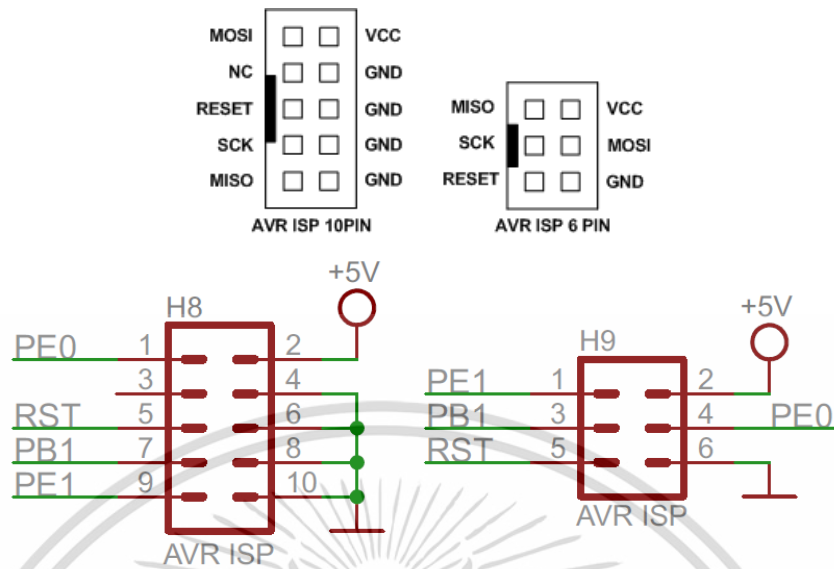 MOSI VCC
NC GND
RESET GND
SCK GND
MISO GND
AVR ISP 10PIN
MISO VCC
SCK MOSI
RESET GND
AVR ISP 6 PIN
+5V
H8
PE0 1 2
3 4
RST 5 6
PB1 7 8
PE1 9 10
AVR ISP
+5V
H9
PE1 1 2
PB1 3 4 PE0
RST 5 6
AVR ISP